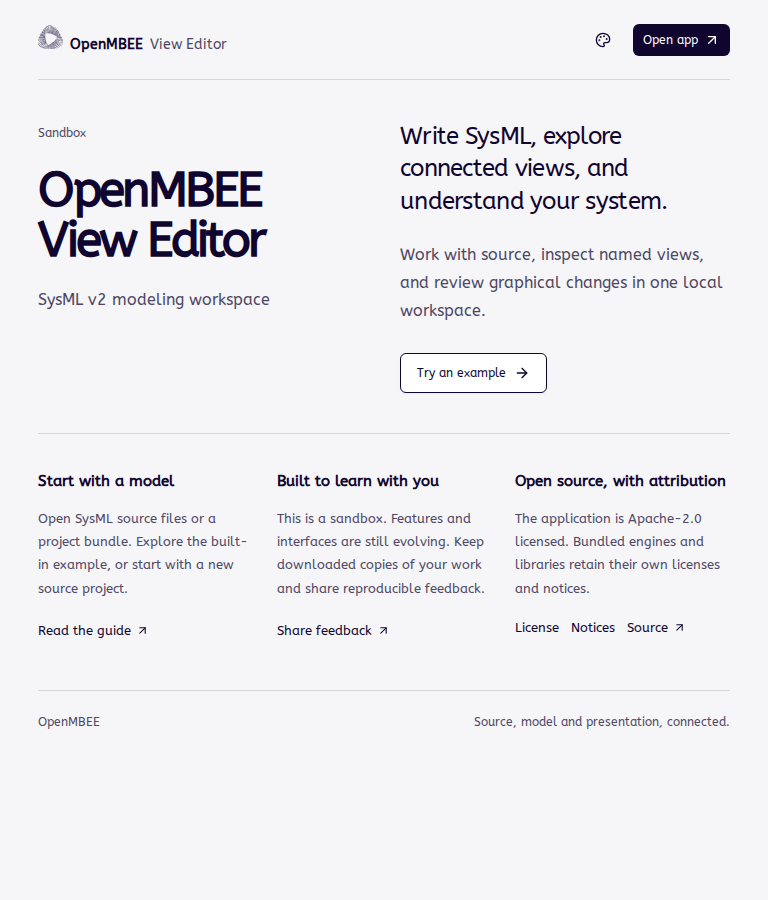 OpenMBEE View Editor
Open app
Sandbox
OpenMBEE
View Editor
SysML v2 modeling workspace
Write SysML, explore
connected views, and
understand your system.
Work with source, inspect named views,
and review graphical changes in one local
workspace.
Try an example
Start with a model
Open SysML source files or a
project bundle. Explore the built-
in example, or start with a new
source project.
Read the guide
Built to learn with you
This is a sandbox. Features and
interfaces are still evolving. Keep
downloaded copies of your work
and share reproducible feedback.
Share feedback
Open source, with attribution
The application is Apache-2.0
licensed. Bundled engines and
libraries retain their own licenses
and notices.
License Notices Source
OpenMBEE
Source, model and presentation, connected.